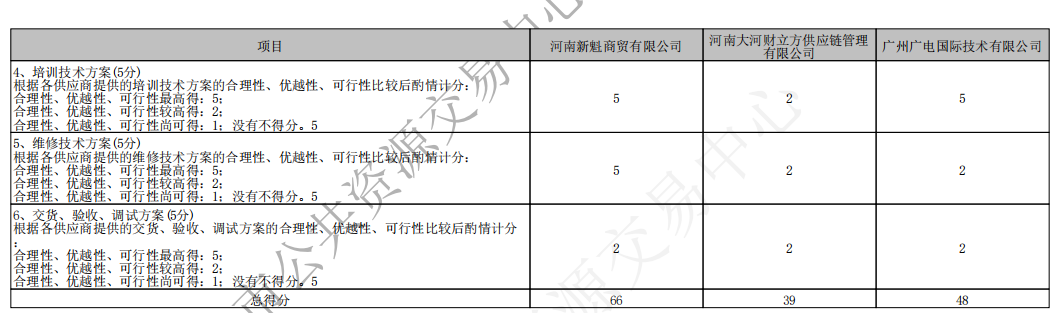 项目
河南新魁商贸有限公司
河南大河财立方供应链管理
有限公司
广州广电国际技术有限公司
4、培训技术方案(5分)
根据各供应商提供的培训技术方案的合理性、优越性、可行性比较后酌情计分：
合理性、优越性、可行性最高得：5；
合理性、优越性、可行性较高得：2；
合理性、优越性、可行性尚可得：1；没有不得分。5
5
2
5
5、维修技术方案(5分)
根据各供应商提供的维修技术方案的合理性、优越性、可行性比较后酌情计分：
合理性、优越性、可行性最高得：5；
合理性、优越性、可行性较高得：2；
合理性、优越性、可行性尚可得：1；没有不得分。5
5
2
2
6、交货、验收、调试方案(5分)
根据各供应商提供的交货、验收、调试方案的合理性、优越性、可行性比较后酌情计分
：
合理性、优越性、可行性最高得：5；
合理性、优越性、可行性较高得：2；
合理性、优越性、可行性尚可得：1；没有不得分。5
2
2
2
总得分
66
39
48
市公共资源交易中心
资源交易中心